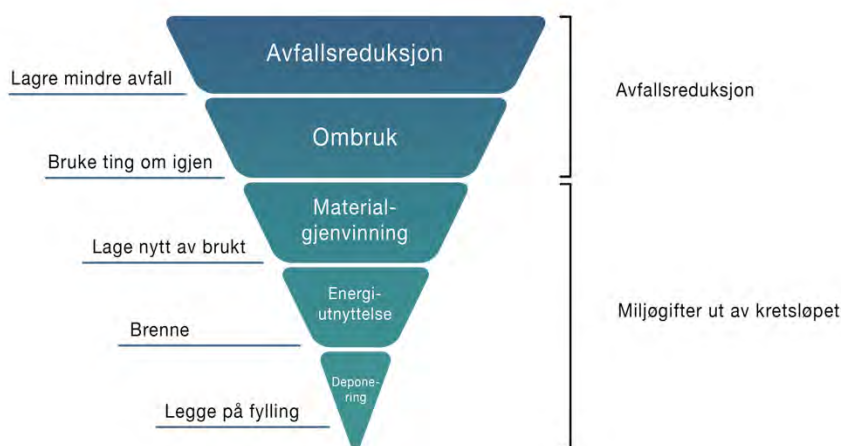 Avfallsreduksjon
Lagre mindre avfall
Avfallsreduksjon
Ombruk
Bruke ting om igjen
Material-
gjenvinning
Lage nytt av brukt
Energi-
utnyttelse
Miljøgifter ut av kretsløpet
Brenne
Depone-
ring
Legge på fylling